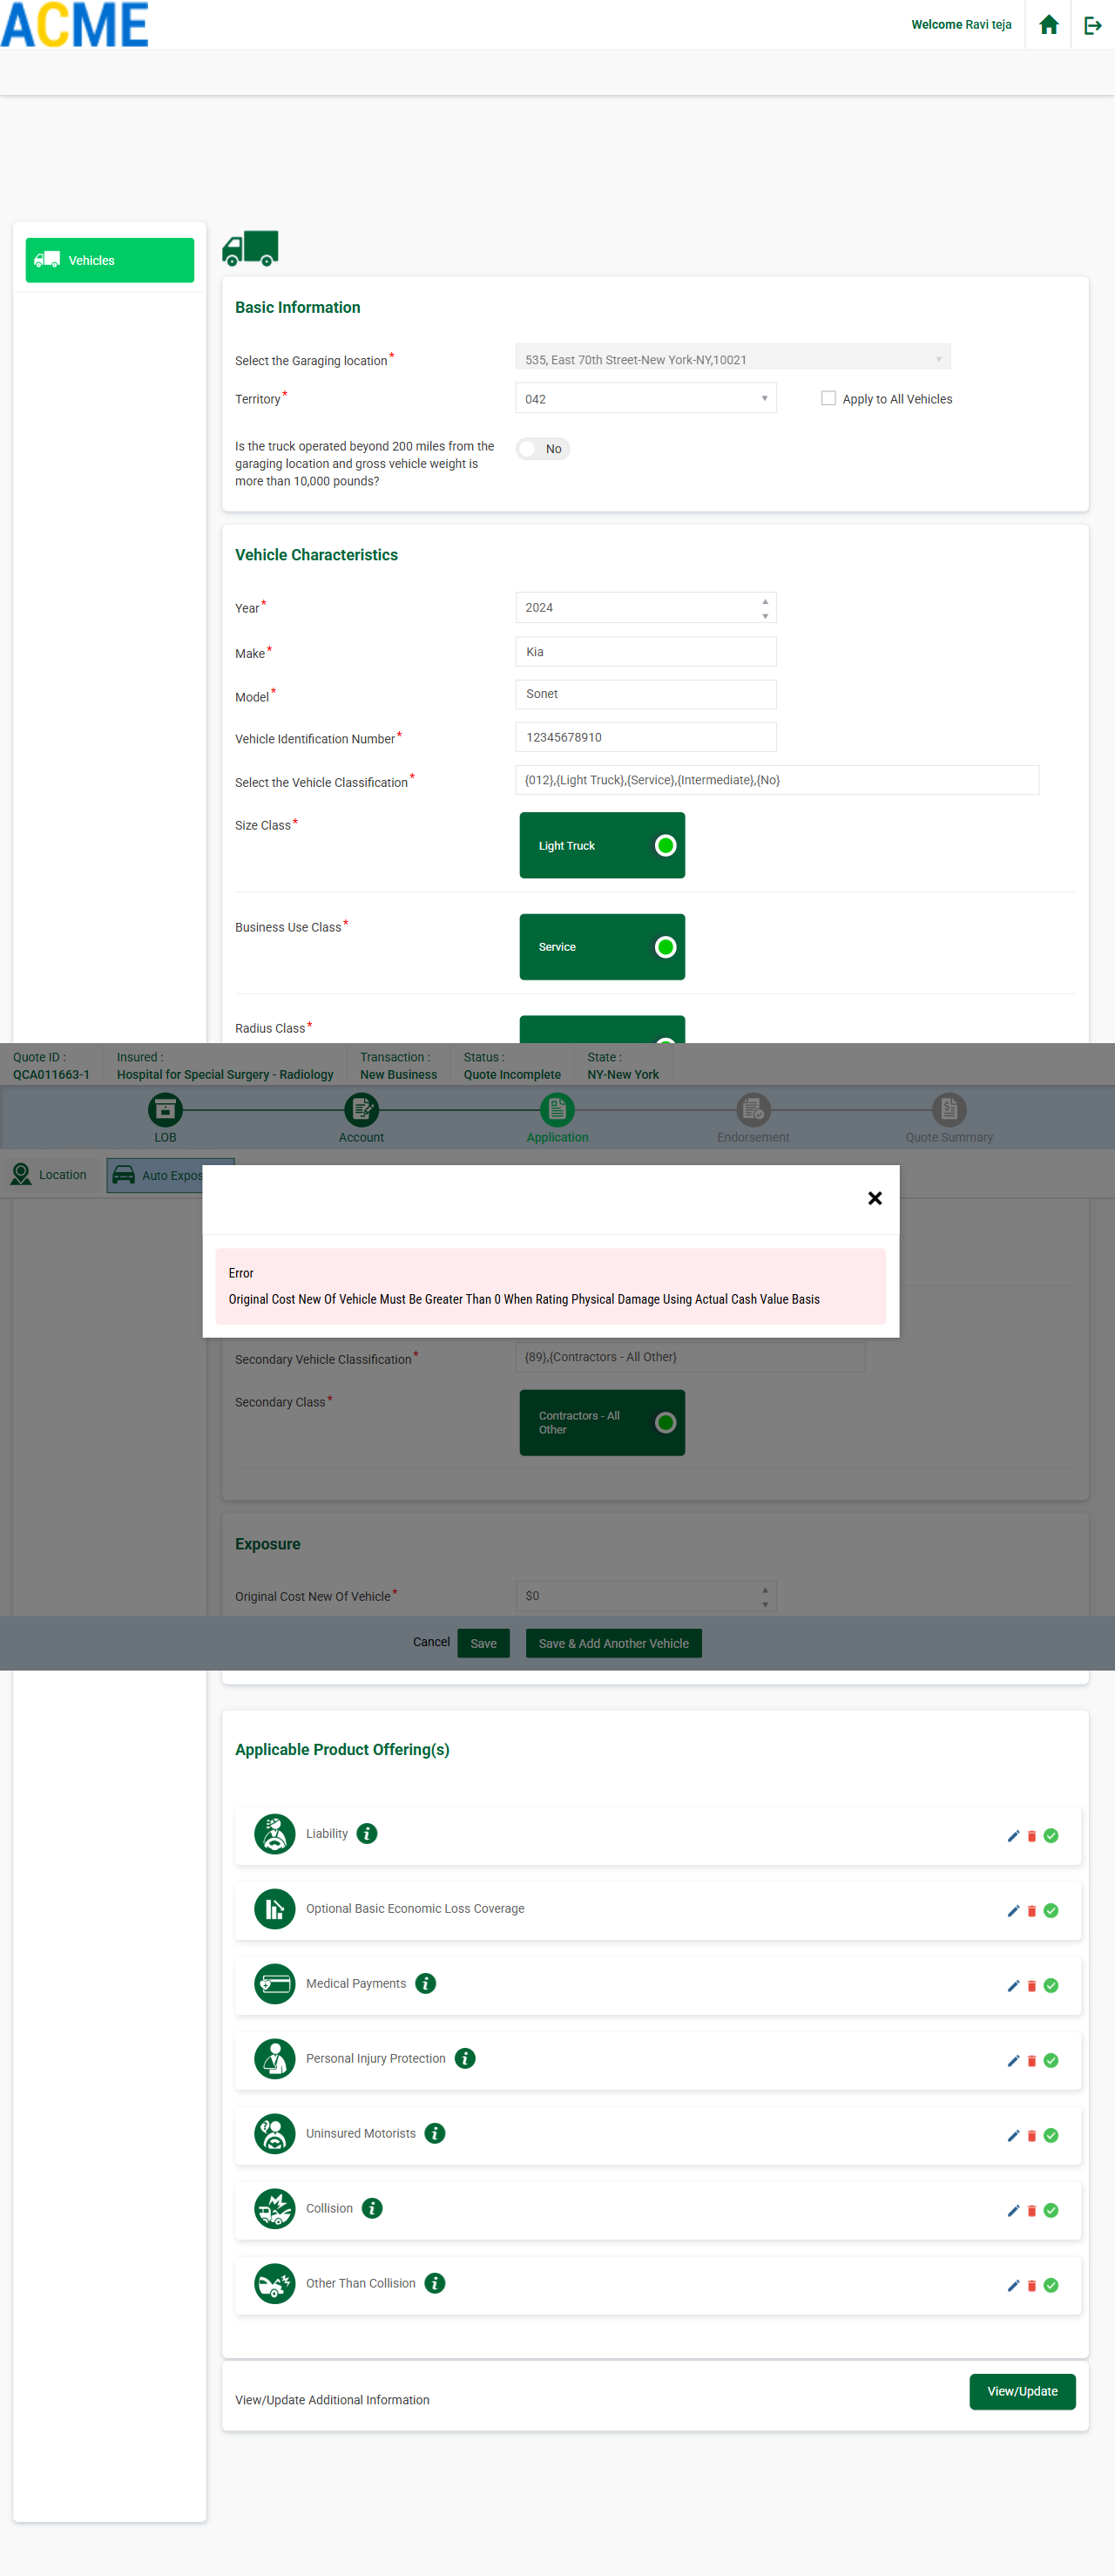 ACME
Welcome Ravi teja
Vehicles
Basic Information
Select the Garaging location*
535, East 70th Street-New York-NY,10021
Territory*
042
Apply to All Vehicles
Is the truck operated beyond 200 miles from the
garaging location and gross vehicle weight is
more than 10,000 pounds?
No
Vehicle Characteristics
Year*
2024
Make*
Kia
Model*
Sonet
Vehicle Identification Number*
12345678910
Select the Vehicle Classification*
{012},{Light Truck},{Service},{Intermediate},{No}
Size Class*
Light Truck
Business Use Class*
Service
Radius Class*
Quote ID :
QCA011663-1
Insured :
Hospital for Special Surgery - Radiology
Transaction :
New Business
Status :
Quote Incomplete
State :
NY-New York
LOB
Account
Application
Endorsement
Quote Summary
Location
Auto Expos
Error
Original Cost New Of Vehicle Must Be Greater Than 0 When Rating Physical Damage Using Actual Cash Value Basis
Secondary Vehicle Classification*
{89},{Contractors - All Other}
Secondary Class*
Contractors - All
Other
Exposure
Original Cost New Of Vehicle*
$0
Cancel
Save
Save & Add Another Vehicle
Applicable Product Offering(s)
Liability
Optional Basic Economic Loss Coverage
Medical Payments
Personal Injury Protection
Uninsured Motorists
Collision
Other Than Collision
View/Update Additional Information
View/Update